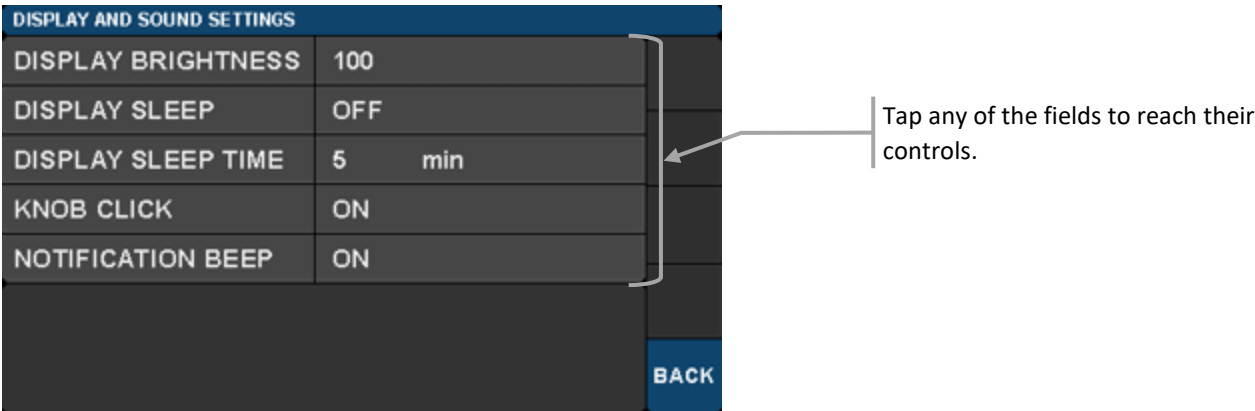 DISPLAY AND SOUND SETTINGS
DISPLAY BRIGHTNESS 100
DISPLAY SLEEP OFF
DISPLAY SLEEP TIME 5 min
KNOB CLICK ON
NOTIFICATION BEEP ON
BACK
Tap any of the fields to reach their
controls.